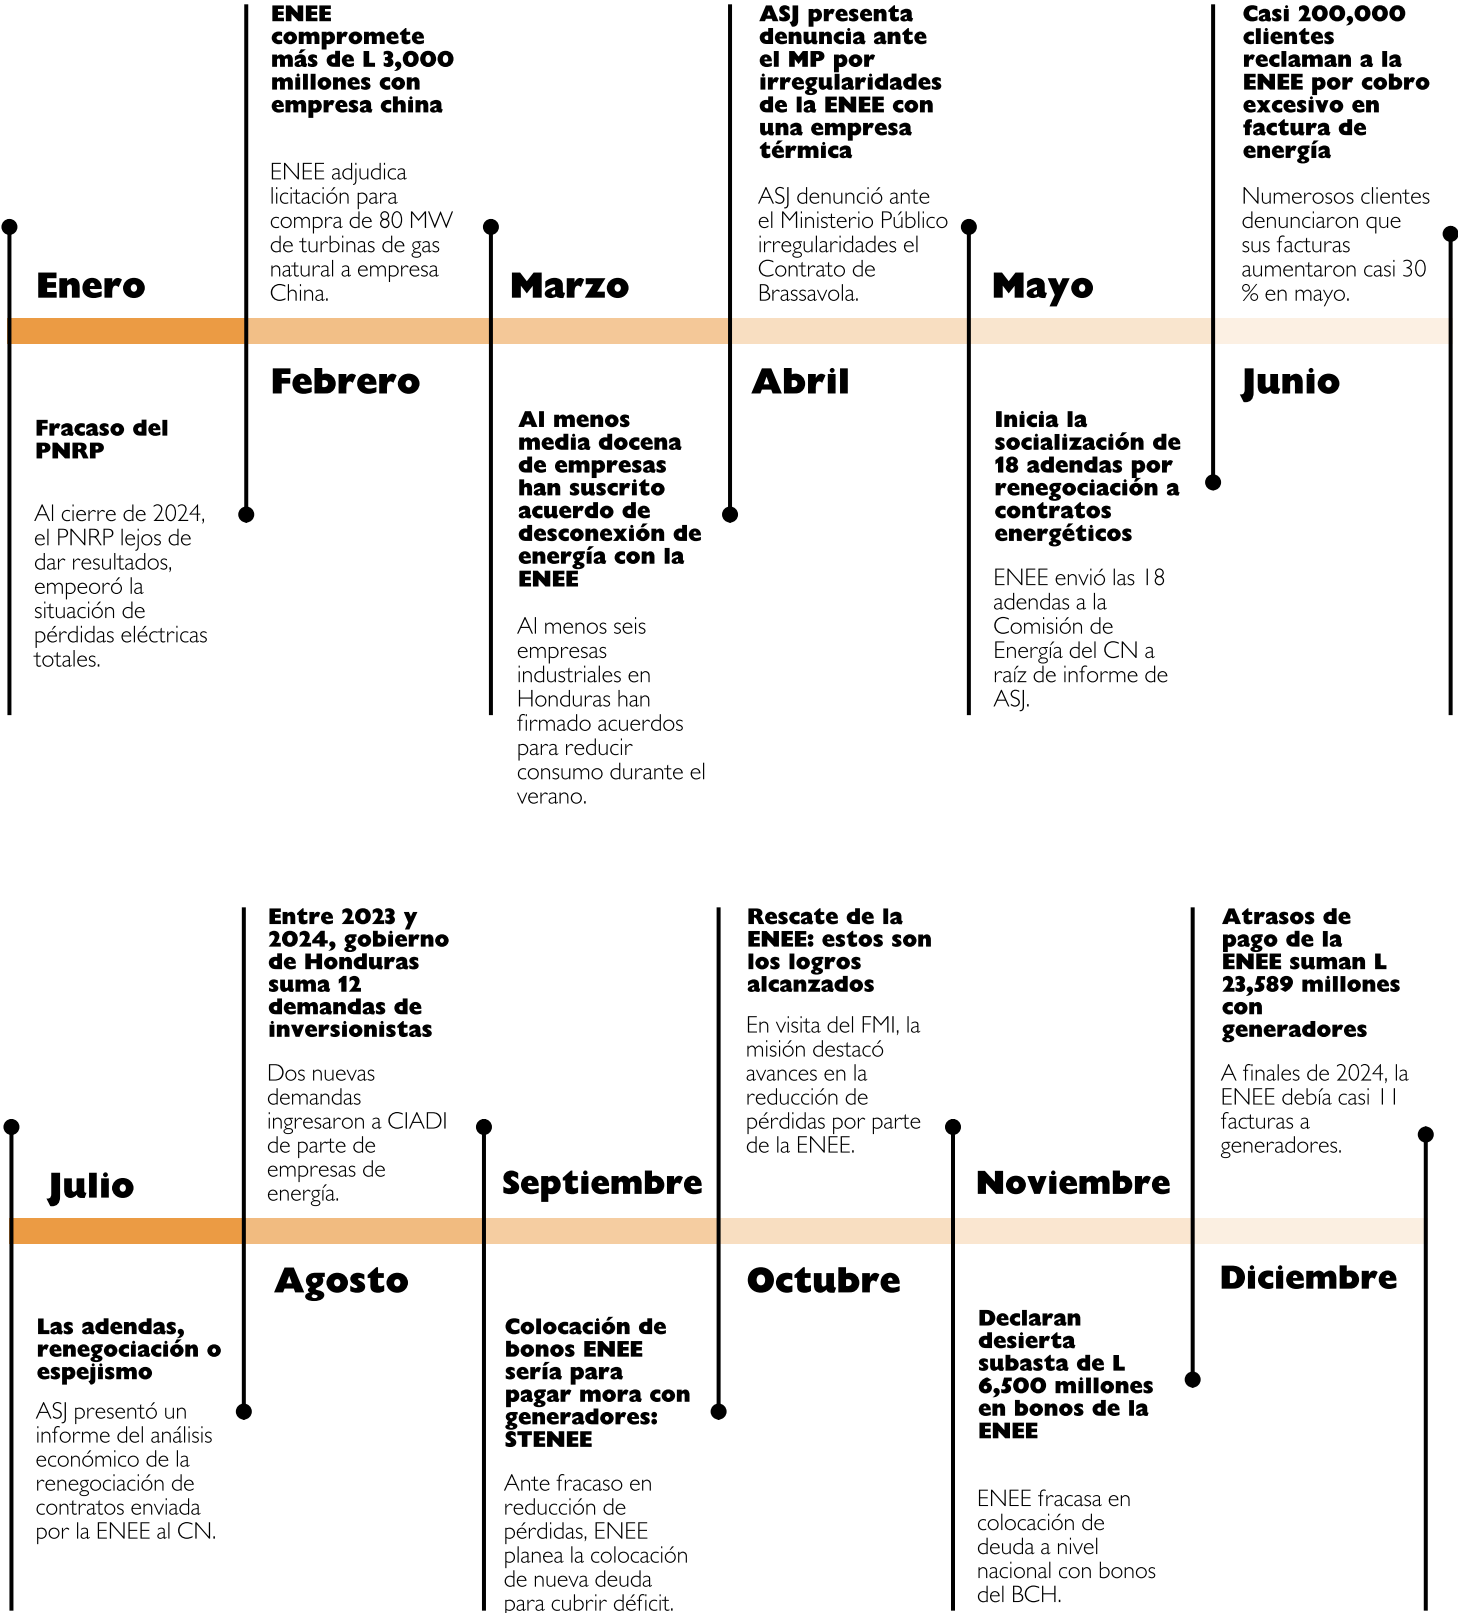 Enero
Fracaso del
PNRP
Al cierre de 2024,
el PNRP lejos de
dar resultados,
empeoró la
situación de
pérdidas eléctricas
totales.
ENEE
compromete
más de L 3,000
millones con
empresa china
ENEE adjudica
licitación para
compra de 80 MW
de turbinas de gas
natural a empresa
China.
Febrero
Marzo
Al menos
media docena
de empresas
han suscrito
acuerdo de
desconexión de
energía con la
ENEE
Al menos seis
empresas
industriales en
Honduras han
firmado acuerdos
para reducir
consumo durante el
verano.
ASJ presenta
denuncia ante
el MP por
irregularidades
de la ENEE con
una empresa
térmica
ASJ denunció ante
el Ministerio Público
irregularidades el
Contrato de
Brassavola.
Abril
Mayo
Inicia la
socialización de
18 adendas por
renegociación a
contratos
energéticos
ENEE envió las 18
adendas a la
Comisión de
Energía del CN a
raíz de informe de
ASJ.
Casi 200,000
clientes
reclaman a la
ENEE por cobro
excesivo en
factura de
energía
Numerosos clientes
denunciaron que
sus facturas
aumentaron casi 30
% en mayo.
Junio
Julio
Las adendas,
renegociación o
espejismo
ASJ presentó un
informe del análisis
económico de la
renegociación de
contratos enviada
por la ENEE al CN.
Entre 2023 y
2024, gobierno
de Honduras
suma 12
demandas de
inversionistas
Dos nuevas
demandas
ingresaron a CIADI
de parte de
empresas de
energía.
Agosto
Septiembre
Colocación de
bonos ENEE
sería para
pagar mora con
generadores:
STENEE
Ante fracaso en
reducción de
pérdidas, ENEE
planea la colocación
de nueva deuda
para cubrir déficit.
Rescate de la
ENEE: estos son
los logros
alcanzados
En visita del FMI, la
misión destacó
avances en la
reducción de
pérdidas por parte
de la ENEE.
Octubre
Noviembre
Declaran
desierta
subasta de L
6,500 millones
en bonos de la
ENEE
ENEE fracasa en
colocación de
deuda a nivel
nacional con bonos
del BCH.
Atrasos de
pago de la
ENEE suman L
23,589 millones
con
generadores
A finales de 2024, la
ENEE debía casi 11
facturas a
generadores.
Diciembre